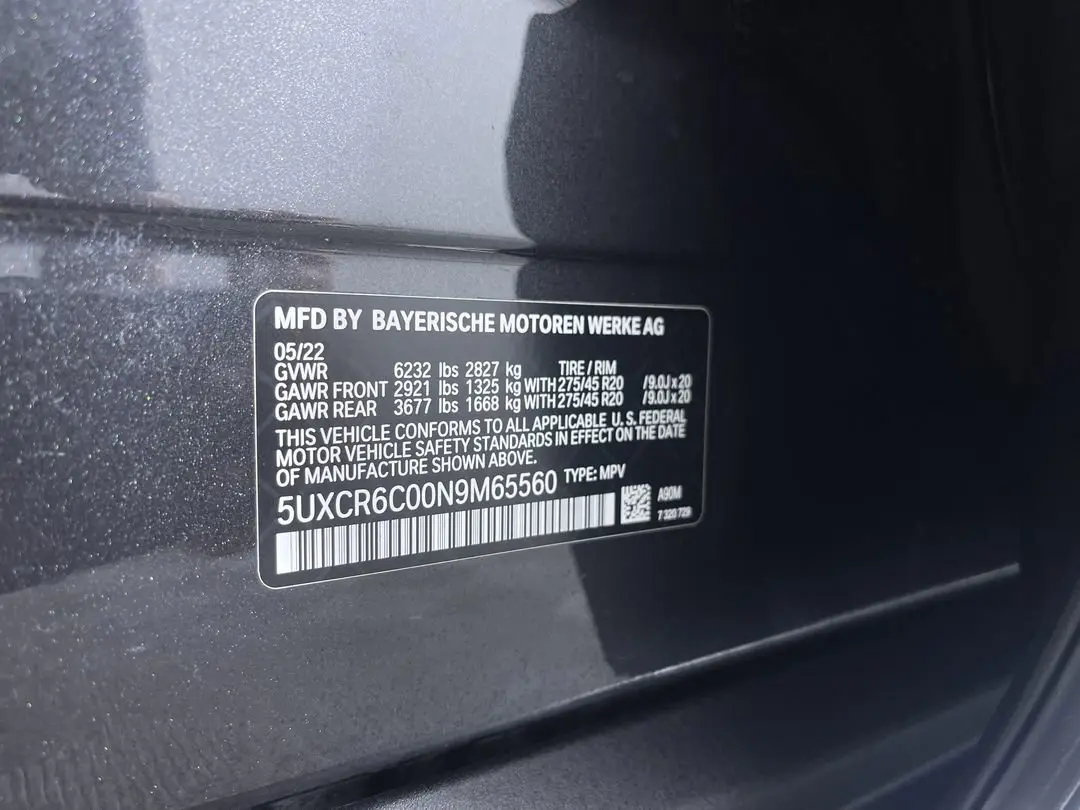 MFD BY BAYERISCHE MOTOREN WERKE AG
05/22
GVWR 6232 lbs 2827 kg TIRE / RIM
GAWR FRONT 2921 lbs 1325 kg WITH 275/45 R20 /9.0J x 20
GAWR REAR 3677 lbs 1668 kg WITH 275/45 R20 /9.0J x 20
THIS VEHICLE CONFORMS TO ALL APPLICABLE U. S. FEDERAL
MOTOR VEHICLE SAFETY STANDARDS IN EFFECT ON THE DATE
OF MANUFACTURE SHOWN ABOVE.
5UXCR6C00N9M65560 TYPE: MPV
A90M
7 320 729